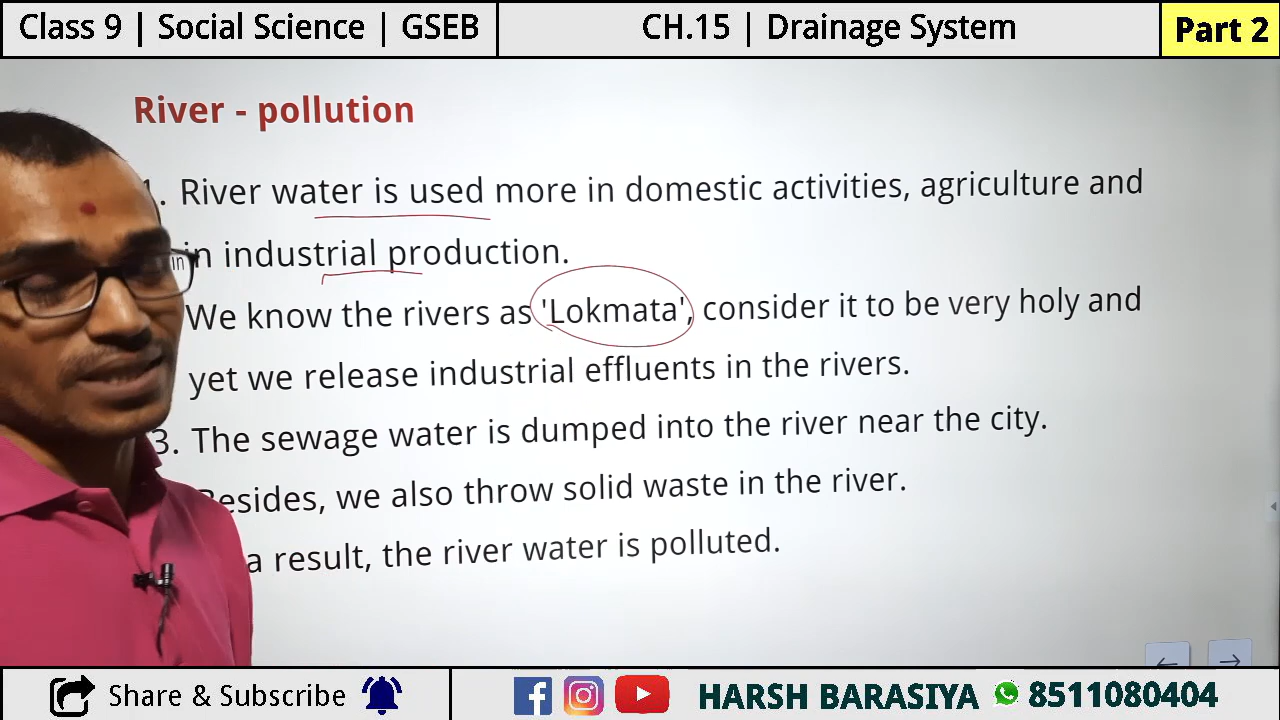 Class 9 | Social Science | GSEB
CH.15 | Drainage System
Part 2
River - pollution
1. River water is used more in domestic activities, agriculture and
in industrial production.
We know the rivers as 'Lokmata', consider it to be very holy and
yet we release industrial effluents in the rivers.
3. The sewage water is dumped into the river near the city.
Besides, we also throw solid waste in the river.
a result, the river water is polluted.
Share & Subscribe
HARSH BARASIYA 8511080404